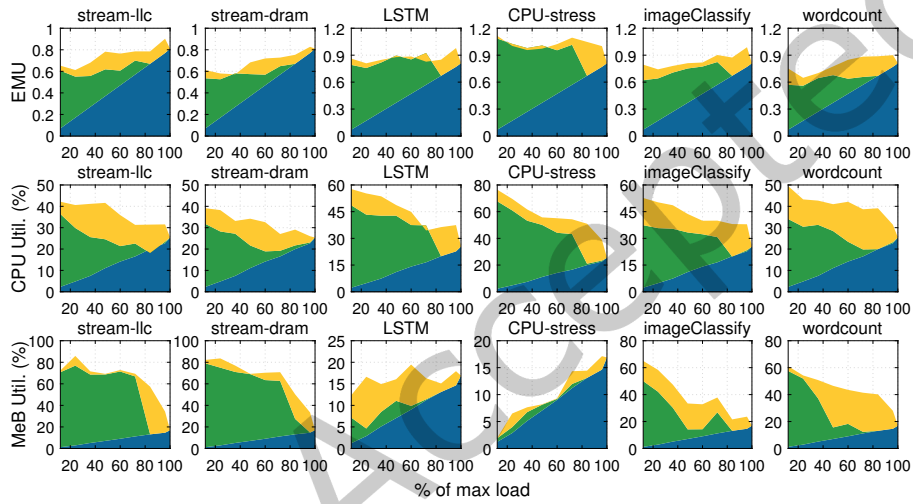 stream-llc stream-dram LSTM CPU-stress imageClassify wordcount
EMU
1 0.8 0.6 0.4 0.2 0
1 0.8 0.6 0.4 0.2 0
1.2 0.9 0.6 0.3 0
1.2 0.9 0.6 0.3 0
1.2 0.9 0.6 0.3 0
1.2 0.9 0.6 0.3 0
20 40 60 80 100 20 40 60 80 100 20 40 60 80 100 20 40 60 80 100 20 40 60 80 100 20 40 60 80 100
stream-llc stream-dram LSTM CPU-stress imageClassify wordcount
CPU Util. (%)
50 40 30 20 10 0
50 40 30 20 10 0
60 45 30 15 0
80 60 40 20 0
60 45 30 15 0
50 40 30 20 10 0
20 40 60 80 100 20 40 60 80 100 20 40 60 80 100 20 40 60 80 100 20 40 60 80 100 20 40 60 80 100
stream-llc stream-dram LSTM CPU-stress imageClassify wordcount
MeB Util. (%)
100 80 60 40 20 0
100 80 60 40 20 0
25 20 15 10 5 0
20 15 10 5 0
80 60 40 20 0
80 60 40 20 0
20 40 60 80 100 20 40 60 80 100 20 40 60 80 100 20 40 60 80 100 20 40 60 80 100 20 40 60 80 100
% of max load
Accepte